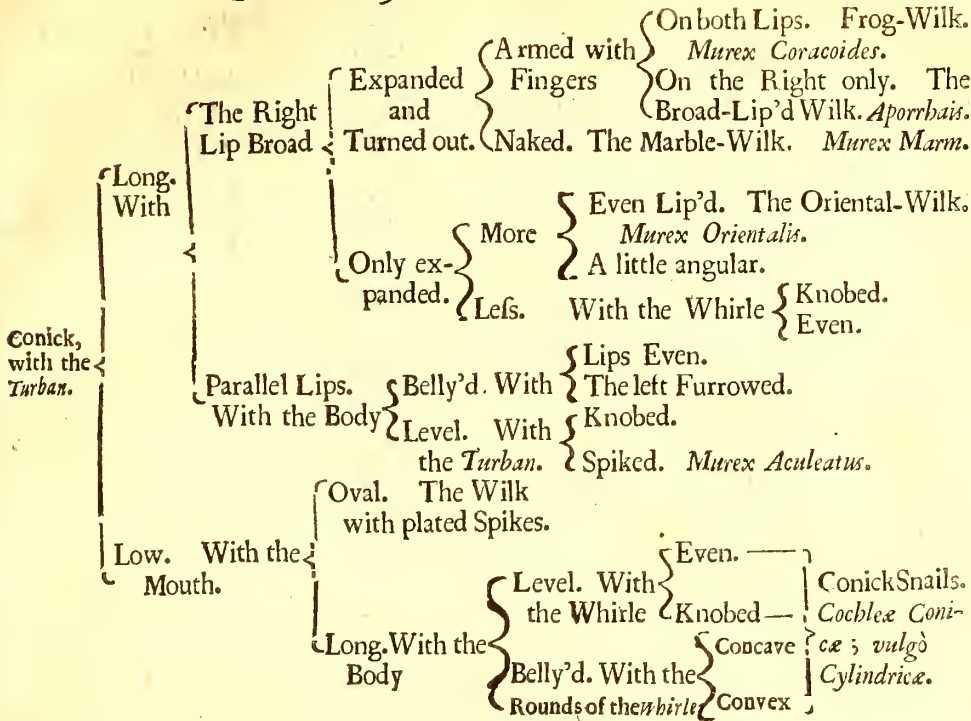 On both Lips. Frog-Wilk.
Armed with Murex Coracoides.
Expanded Fingers On the Right only. The
The Right and Broad-Lip'd Wilk. Aporrhais.
Lip Broad Turned out. Naked. The Marble-Wilk. Murex Marm.
Long.
With Even Lip'd. The Oriental-Wilk.
More Murex Orientalis.
Only ex- A little angular.
panded. Leſs. With the Whirle Knobed.
Even.
Conick,
with the
Turban.
Lips Even.
Parallel Lips. Belly'd. With The left Furrowed.
With the Body Level. With Knobed.
the Turban. Spiked. Murex Aculeatus.
Oval. The Wilk
with plated Spikes.
Low. With the Even. —
Mouth. Level. With Conick Snails.
the Whirle Knobed — Cochleæ Coni-
Long. With the Concave cæ ; vulgò
Body Belly'd. With the Cylindricæ.
Rounds of the whirle Convex